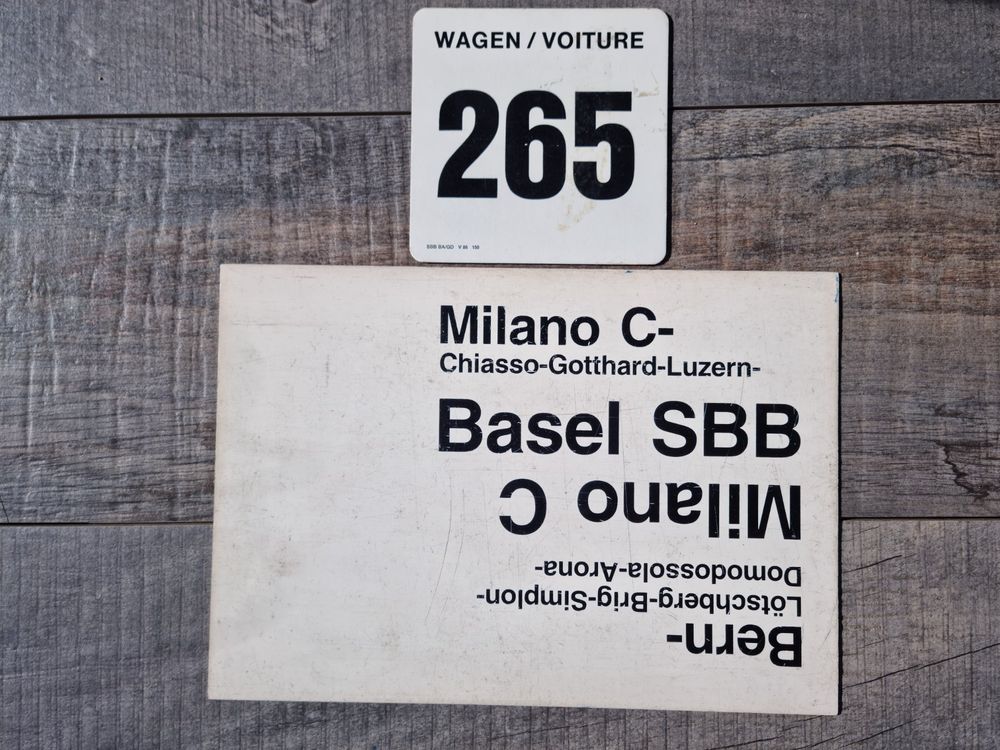 WAGEN / VOITURE
265
SBB BA/GD V 86 150
Milano C-
Chiasso-Gotthard-Luzern-
Basel SBB
Bern-
Lötschberg-Brig-Simplon-
Domodossola-Arona-
Milano C